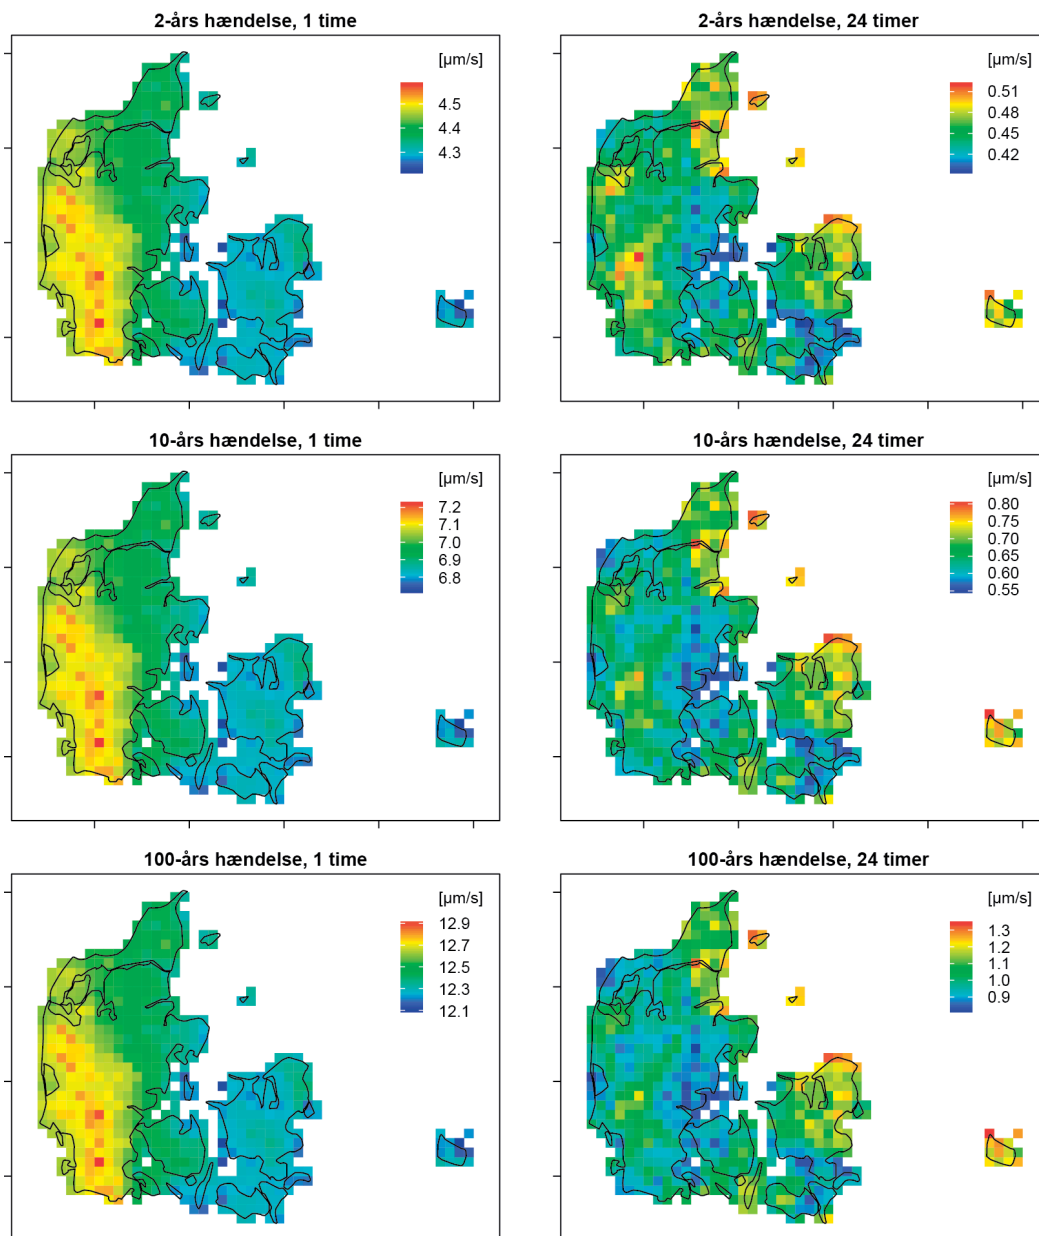 2-års hændelse, 1 time
[µm/s]
4.5
4.4
4.3
2-års hændelse, 24 timer
[µm/s]
0.51
0.48
0.45
0.42
10-års hændelse, 1 time
[µm/s]
7.2
7.1
7.0
6.9
6.8
10-års hændelse, 24 timer
[µm/s]
0.80
0.75
0.70
0.65
0.60
0.55
100-års hændelse, 1 time
[µm/s]
12.9
12.7
12.5
12.3
12.1
100-års hændelse, 24 timer
[µm/s]
1.3
1.1
1.0
0.9